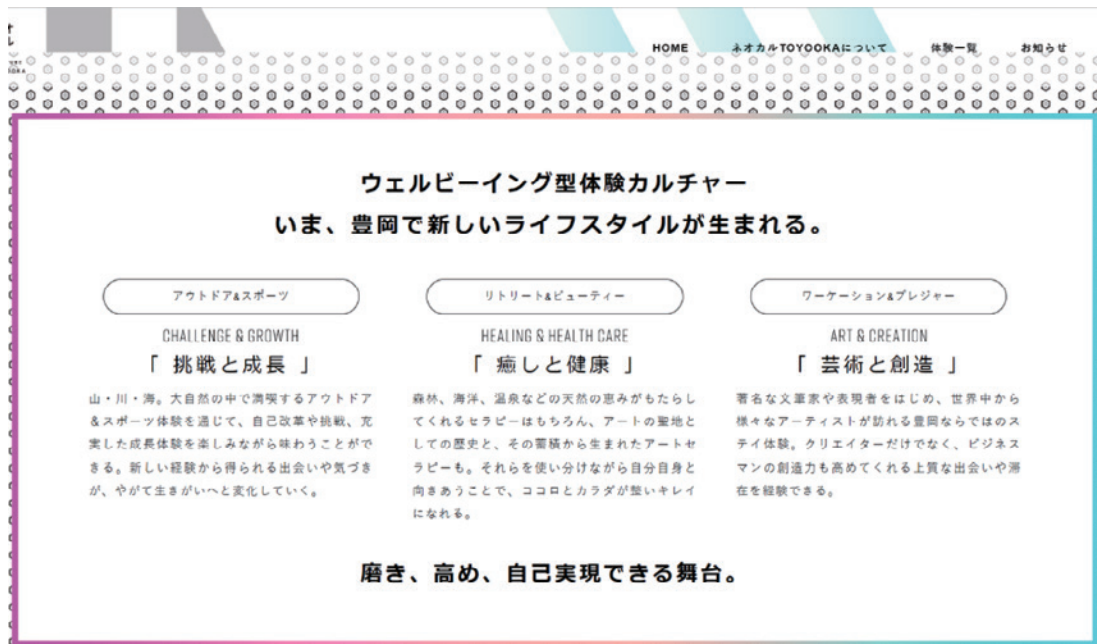 HOME ネオカルTOYOOKAについて 体験一覧 お知らせ
ウェルビーイング型体験カルチャー
いま、豊岡で新しいライフスタイルが生まれる。
アウトドア&スポーツ
CHALLENGE & GROWTH
「 挑戦と成長 」
山・川・海。大自然の中で満喫するアウトドア
&スポーツ体験を通じて、自己改革や挑戦、充
実した成長体験を楽しみながら味わうことがで
きる。新しい経験から得られる出会いや気づき
が、やがて生きがいへと変化していく。
リトリート&ビューティー
HEALING & HEALTH CARE
「 癒しと健康 」
森林、海洋、温泉などの天然の恵みがもたらし
てくれるセラピーはもちろん、アートの聖地と
しての歴史と、その蓄積から生まれたアートセ
ラピーも。それらを使い分けながら自分自身と
向きあうことで、ココロとカラダが整いキレイ
になれる。
ワーケーション&ブレジャー
ART & CREATION
「 芸術と創造 」
著名な文筆家や表現者をはじめ、世界中から
様々なアーティストが訪れる豊岡ならではのス
テイ体験。クリエイターだけでなく、ビジネス
マンの創造力も高めてくれる上質な出会いや滞
在を経験できる。
磨き、高め、自己実現できる舞台。